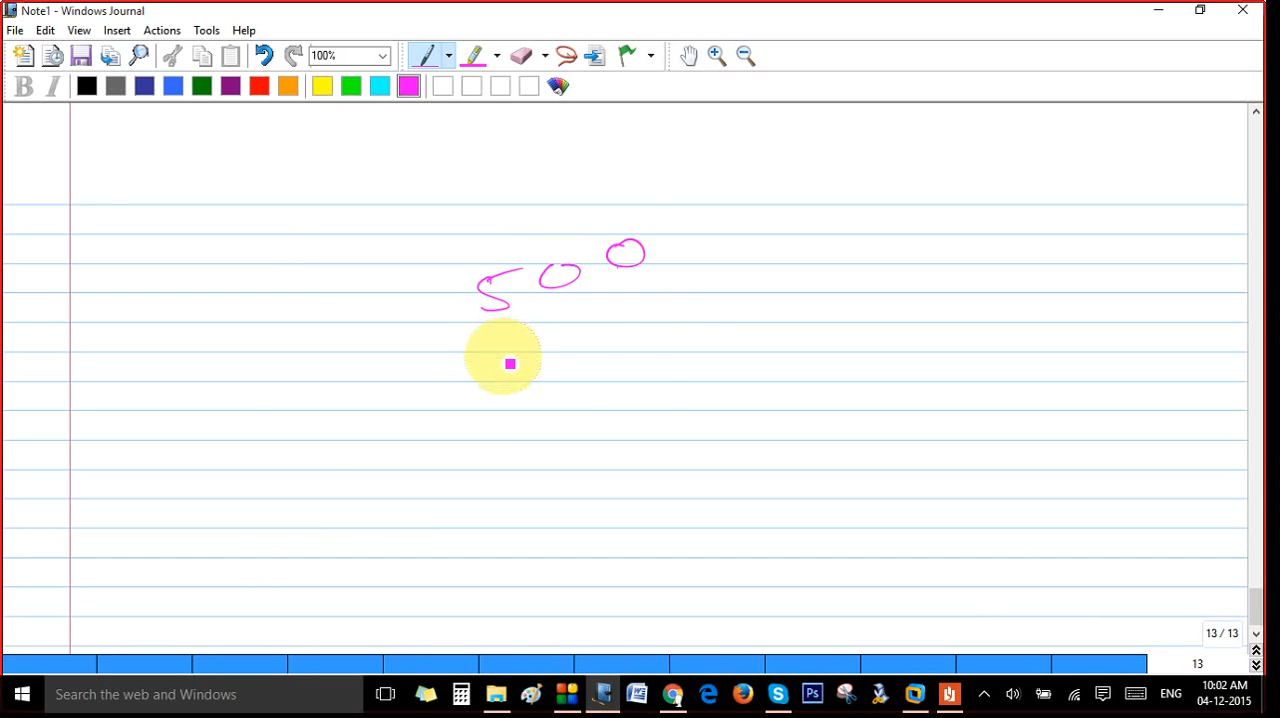 Note1 - Windows Journal
File Edit View Insert Actions Tools Help
100%
B I
500
13 / 13
13
Search the web and Windows
ENG
10:02 AM
04-12-2015